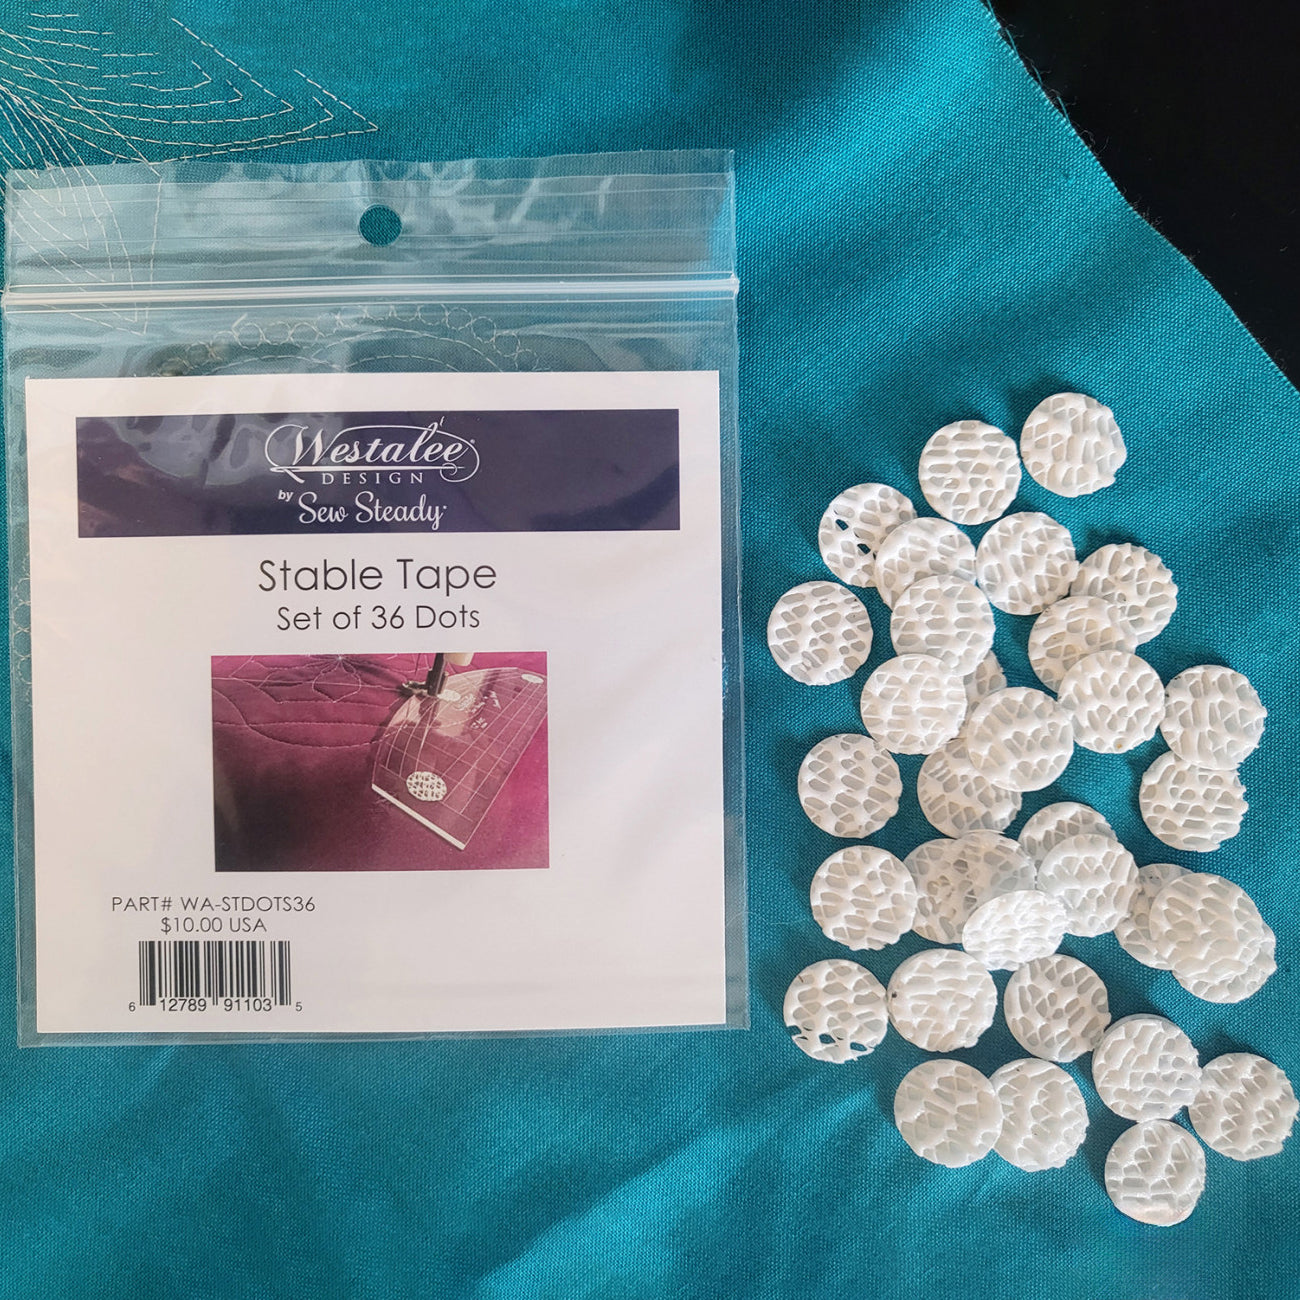 Westalee®
DESIGN
by
Sew Steady
Stable Tape
Set of 36 Dots
PART# WA-STDOTS36
$10.00 USA
6 12789 91103 5